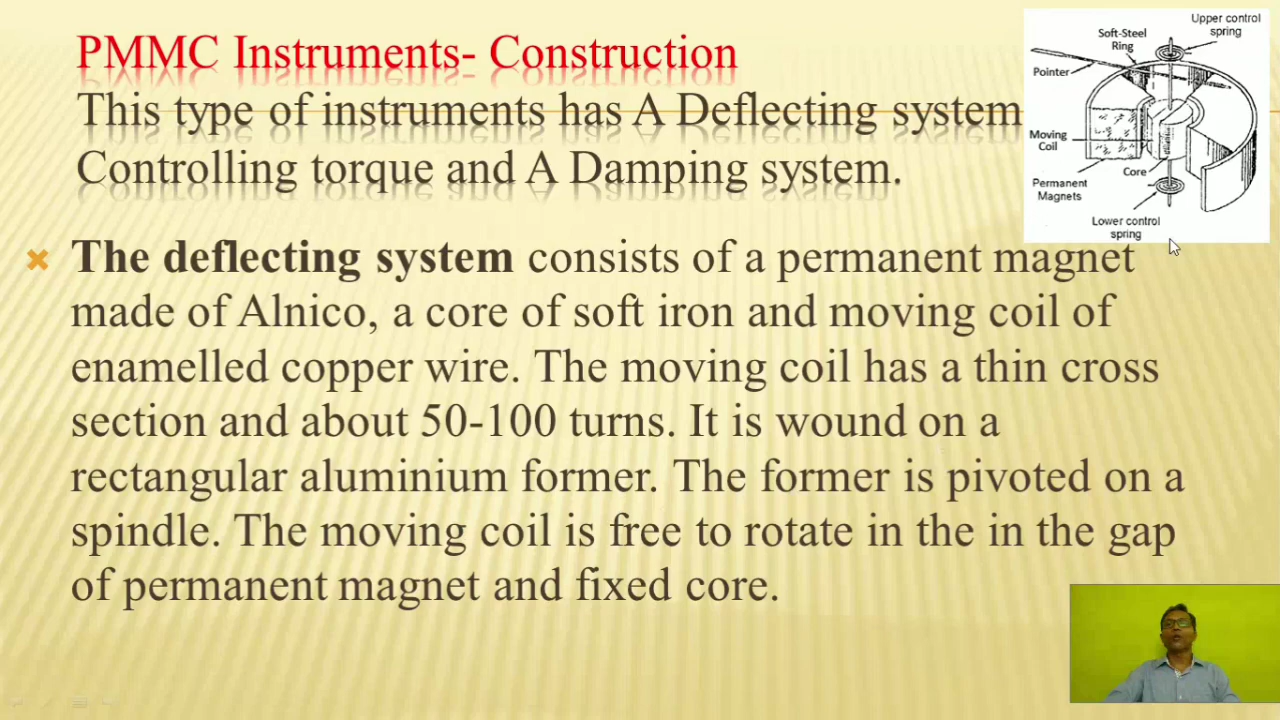 PMMC Instruments- Construction
This type of instruments has A Deflecting system
Controlling torque and A Damping system.
The deflecting system consists of a permanent magnet
made of Alnico, a core of soft iron and moving coil of
enamelled copper wire. The moving coil has a thin cross
section and about 50-100 turns. It is wound on a
rectangular aluminium former. The former is pivoted on a
spindle. The moving coil is free to rotate in the in the gap
of permanent magnet and fixed core.
Upper control
spring
Soft-Steel
Ring
Pointer
Moving
Coil
Core
Permanent
Magnets
Lower control
spring